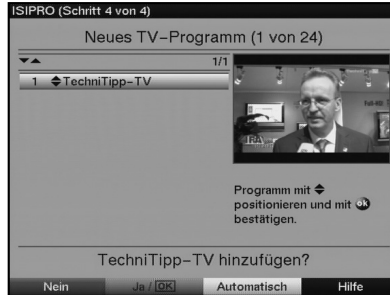 ISIPRO (Schritt 4 von 4)
Neues TV-Programm (1 von 24)
1/1
1 TechniTipp-TV
Programm mit
positionieren und mit ok
bestätigen.
TechniTipp-TV hinzufügen?
Nein
Ja / OK
Automatisch
Hilfe